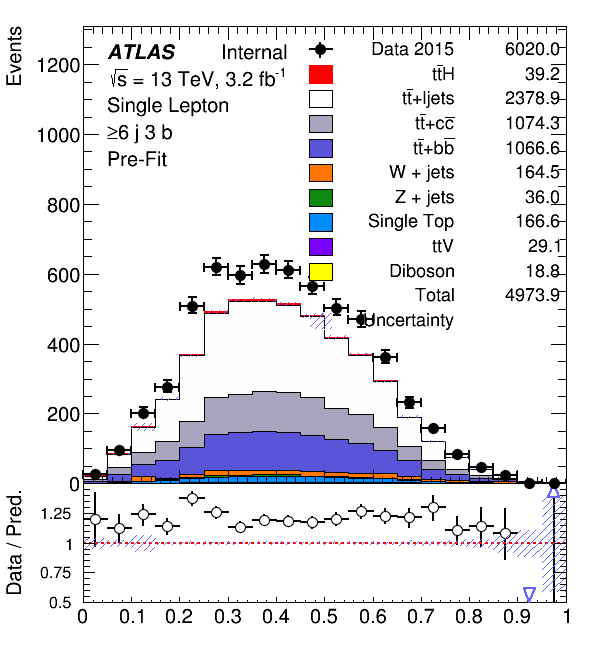 Events
1200
1000
800
600
400
200
0
ATLAS Internal
√s = 13 TeV, 3.2 fb⁻¹
Single Lepton
≥6 j 3 b
Pre-Fit
Data 2015 6020.0
tt̄H 39.2
tt̄+ljets 2378.9
tt̄+cc̄ 1074.3
tt̄+bb̄ 1066.6
W + jets 164.5
Z + jets 36.0
Single Top 166.6
ttV 29.1
Diboson 18.8
Total 4973.9
Uncertainty
Data / Pred.
1.25
1
0.75
0.5
0 0.1 0.2 0.3 0.4 0.5 0.6 0.7 0.8 0.9 1